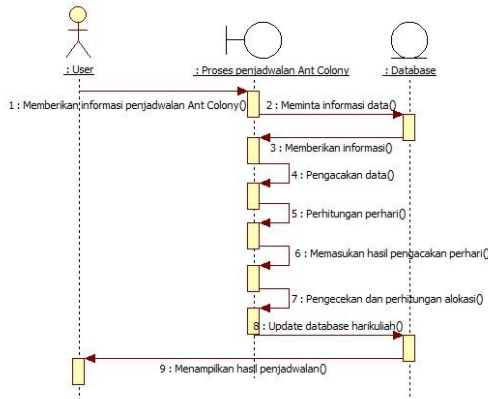 : User
: Proses penjadwalan Ant Colony
: Database
1 : Memberikan informasi penjadwalan Ant Colony()
2 : Meminta informasi data()
3 : Memberikan informasi()
4 : Pengacakan data()
5 : Perhitungan perhari()
6 : Memasukan hasil pengacakan perhari()
7 : Pengecekan dan perhitungan alokasi()
8 : Update database harikuliah()
9 : Menampilkan hasil penjadwalan()